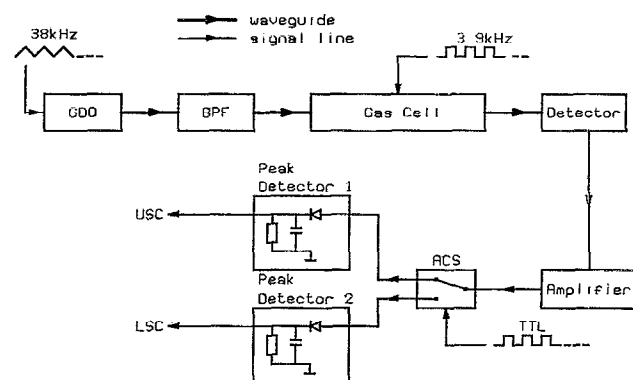 waveguide
signal line
38kHz
3 9kHz
GDO
BPF
Gas Cell
Detector
Peak
Detector 1
USC
ACS
Amplifier
Peak
Detector 2
LSC
TTL